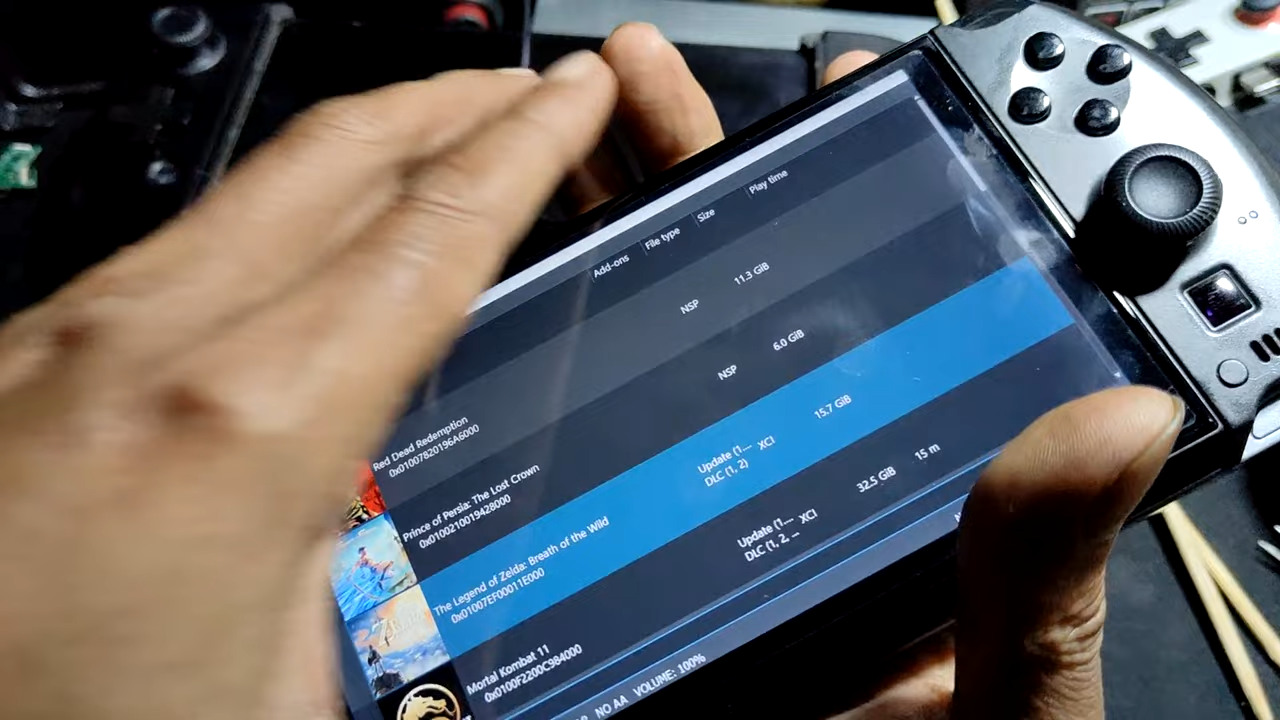 Add-ons File type Size Play time
Red Dead Redemption NSP 11.3 GiB
0x01007820196A6000
Prince of Persia: The Lost Crown NSP 6.0 GiB
0x0100210019428000
The Legend of Zelda: Breath of the Wild Update (1... XCI 15.7 GiB
0x01007EF00011E000 DLC (1, 2)
Mortal Kombat 11 Update (1... XCI 32.5 GiB 15 m
0x0100F2200C984000 DLC (1, 2, ...
NO AA VOLUME: 100%